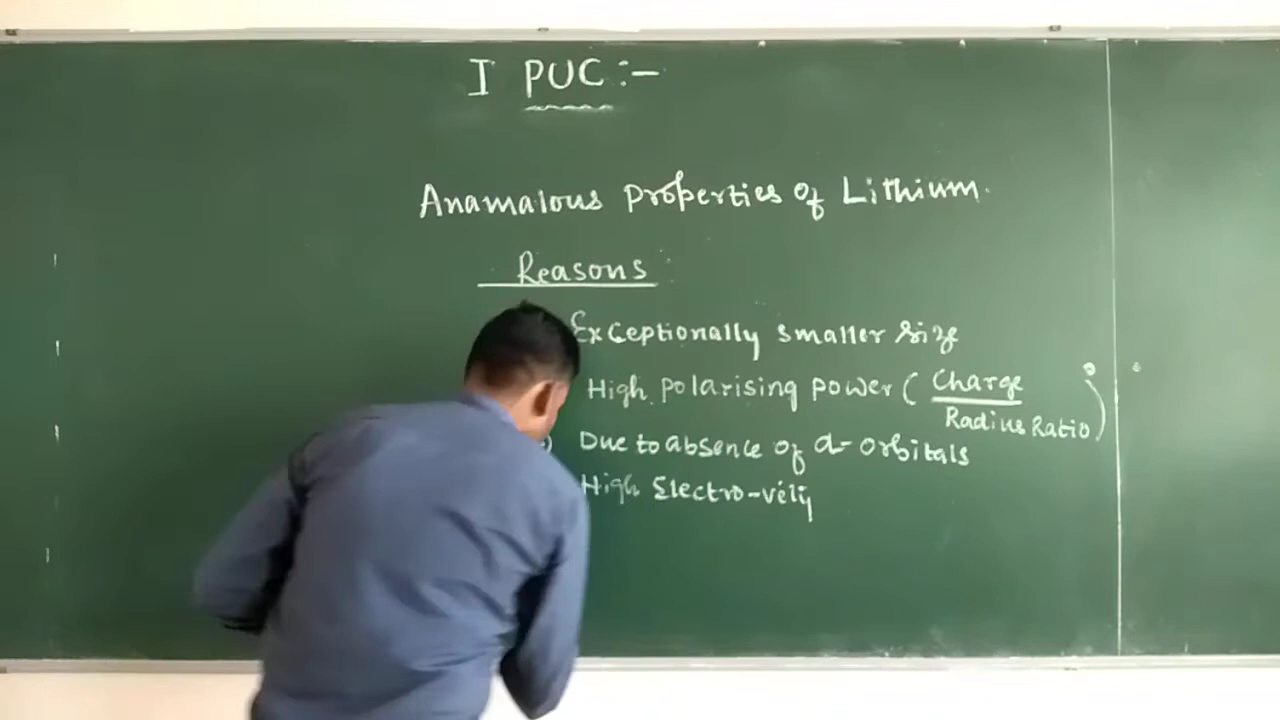 I PUC:-
Anamalous Properties of Lithium.
Reasons:
Exceptionally smaller size
High polarising power ( Charge
Radius Ratio )
Due to absence of d- orbitals
High Electro-vély